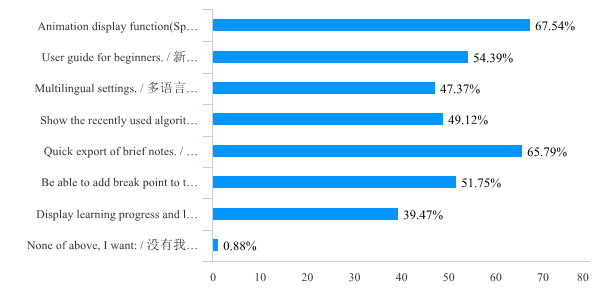 Animation display function(Sp… 67.54%
User guide for beginners. / 新… 54.39%
Multilingual settings. / 多语言… 47.37%
Show the recently used algorit… 49.12%
Quick export of brief notes. / … 65.79%
Be able to add break point to t… 51.75%
Display learning progress and l… 39.47%
None of above, I want: / 没有我… 0.88%
0 10 20 30 40 50 60 70 80